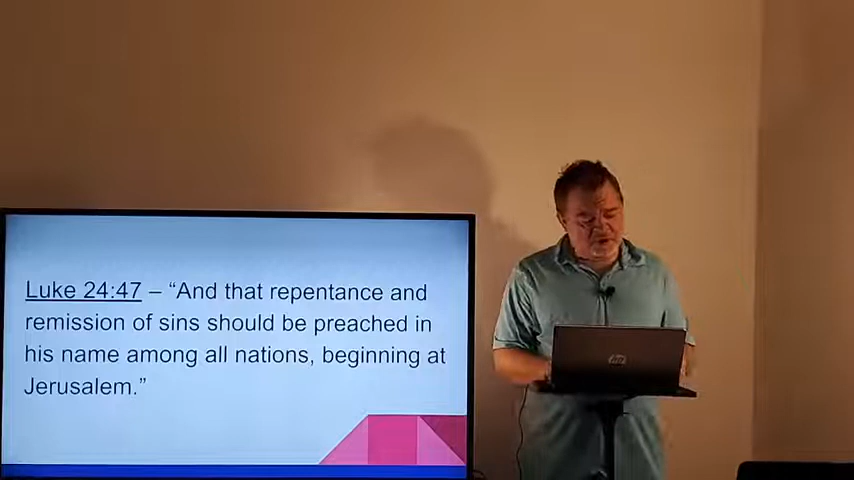 Luke 24:47 – “And that repentance and
remission of sins should be preached in
his name among all nations, beginning at
Jerusalem.”
hp